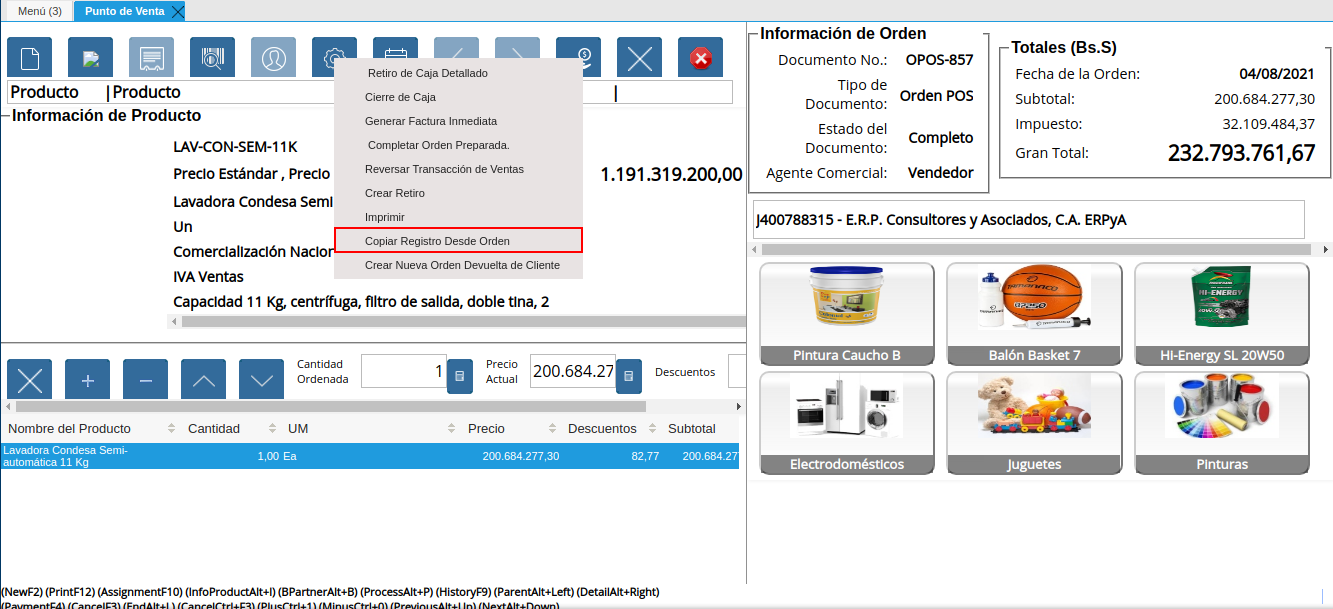 Menú (3)
Punto de Venta
Producto |Producto |
Retiro de Caja Detallado
Cierre de Caja
Generar Factura Inmediata
Completar Orden Preparada.
Reversar Transacción de Ventas
Crear Retiro
Imprimir
Copiar Registro Desde Orden
Crear Nueva Orden Devuelta de Cliente
Información de Producto
LAV-CON-SEM-11K
Precio Estándar , Precio 1.191.319.200,00
Lavadora Condesa Semi
Un
Comercialización Nacion
IVA Ventas
Capacidad 11 Kg, centrífuga, filtro de salida, doble tina, 2
Cantidad Ordenada 1
Precio Actual 200.684.27
Descuentos
Nombre del Producto Cantidad UM Precio Descuentos Subtotal
Lavadora Condesa Semi-
automática 11 Kg 1,00 Ea 200.684.277,30 82,77 200.684.27
(NewF2) (PrintF12) (AssignmentF10) (InfoProductAlt+I) (BPartnerAlt+B) (ProcessAlt+P) (HistoryF9) (ParentAlt+Left) (DetailAlt+Right)
(PaymentF4) (CancelF3) (EndAlt+L) (CancelCtrl+F3) (PlusCtrl+1) (MinusCtrl+0) (PreviousAlt+Up) (NextAlt+Down)
Información de Orden
Documento No.: OPOS-857
Tipo de
Documento: Orden POS
Estado del
Documento: Completo
Agente Comercial: Vendedor
Totales (Bs.S)
Fecha de la Orden: 04/08/2021
Subtotal: 200.684.277,30
Impuesto: 32.109.484,37
Gran Total: 232.793.761,67
J400788315 - E.R.P. Consultores y Asociados, C.A. ERPyA
Pintura Caucho B
Balón Basket 7
HI-ENERGY
Hi-Energy SL 20W50
Electrodomésticos
Juguetes
Pinturas